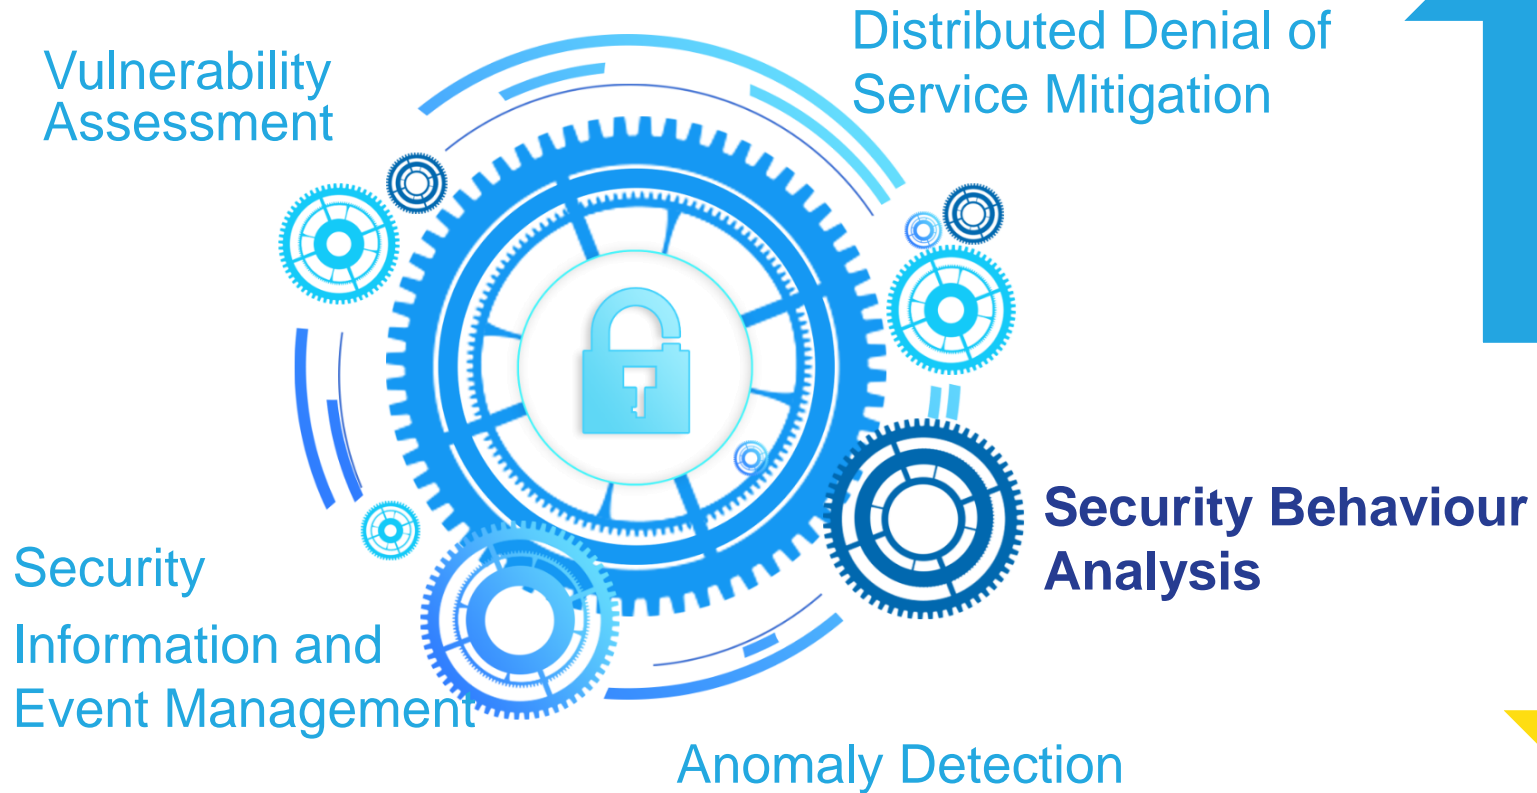 Vulnerability
Assessment
Distributed Denial of
Service Mitigation
Security Behaviour
Analysis
Security
Information and
Event Management
Anomaly Detection